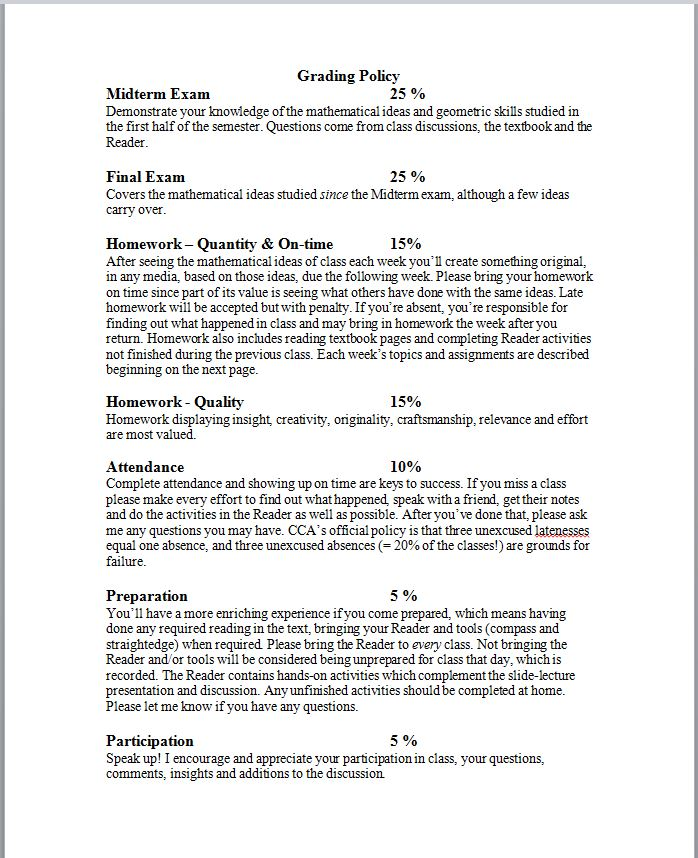 Grading Policy
Midterm Exam 25 %
Demonstrate your knowledge of the mathematical ideas and geometric skills studied in
the first half of the semester. Questions come from class discussions, the textbook and the
Reader.
Final Exam 25 %
Covers the mathematical ideas studied since the Midterm exam, although a few ideas
carry over.
Homework – Quantity & On-time 15%
After seeing the mathematical ideas of class each week you’ll create something original,
in any media, based on those ideas, due the following week. Please bring your homework
on time since part of its value is seeing what others have done with the same ideas. Late
homework will be accepted but with penalty. If you’re absent, you’re responsible for
finding out what happened in class and may bring in homework the week after you
return. Homework also includes reading textbook pages and completing Reader activities
not finished during the previous class. Each week’s topics and assignments are described
beginning on the next page.
Homework - Quality 15%
Homework displaying insight, creativity, originality, craftsmanship, relevance and effort
are most valued.
Attendance 10%
Complete attendance and showing up on time are keys to success. If you miss a class
please make every effort to find out what happened, speak with a friend, get their notes
and do the activities in the Reader as well as possible. After you’ve done that, please ask
me any questions you may have. CCA’s official policy is that three unexcused latenesses
equal one absence, and three unexcused absences (= 20% of the classes!) are grounds for
failure.
Preparation 5 %
You’ll have a more enriching experience if you come prepared, which means having
done any required reading in the text, bringing your Reader and tools (compass and
straightedge) when required. Please bring the Reader to every class. Not bringing the
Reader and/or tools will be considered being unprepared for class that day, which is
recorded. The Reader contains hands-on activities which complement the slide-lecture
presentation and discussion. Any unfinished activities should be completed at home.
Please let me know if you have any questions.
Participation 5 %
Speak up! I encourage and appreciate your participation in class, your questions,
comments, insights and additions to the discussion.